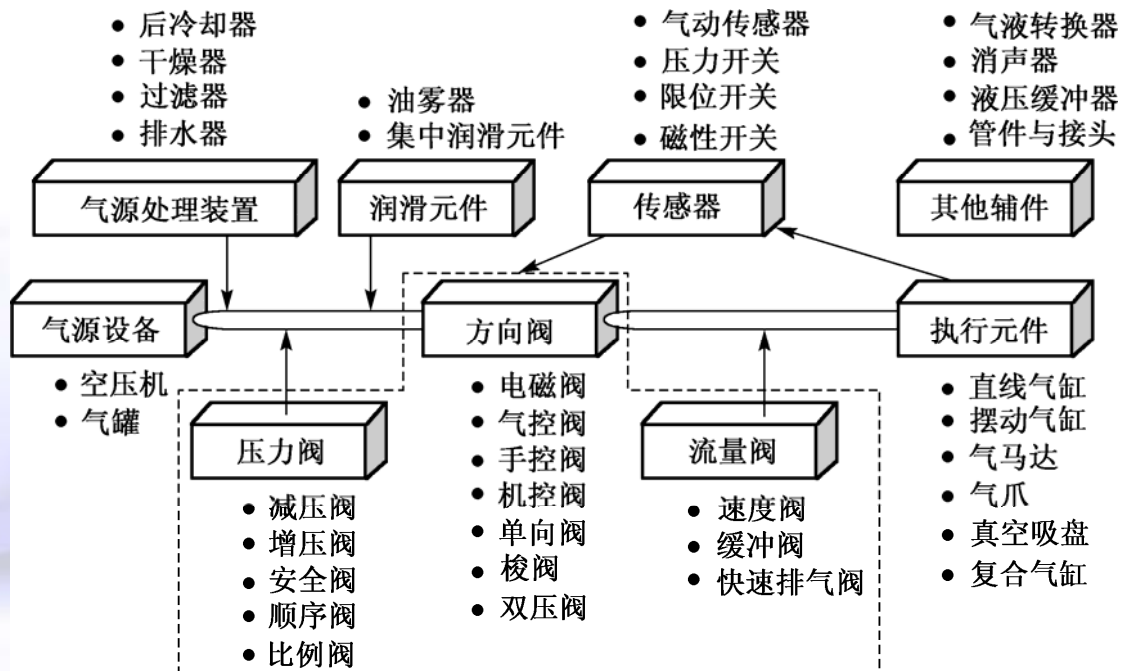 后冷却器
干燥器
过滤器
排水器
油雾器
集中润滑元件
气动传感器
压力开关
限位开关
磁性开关
气液转换器
消声器
液压缓冲器
管件与接头
气源处理装置
润滑元件
传感器
其他辅件
气源设备
方向阀
执行元件
空压机
气罐
压力阀
减压阀
增压阀
安全阀
顺序阀
比例阀
电磁阀
气控阀
手控阀
机控阀
单向阀
梭阀
双压阀
流量阀
速度阀
缓冲阀
快速排气阀
直线气缸
摆动气缸
气马达
气爪
真空吸盘
复合气缸